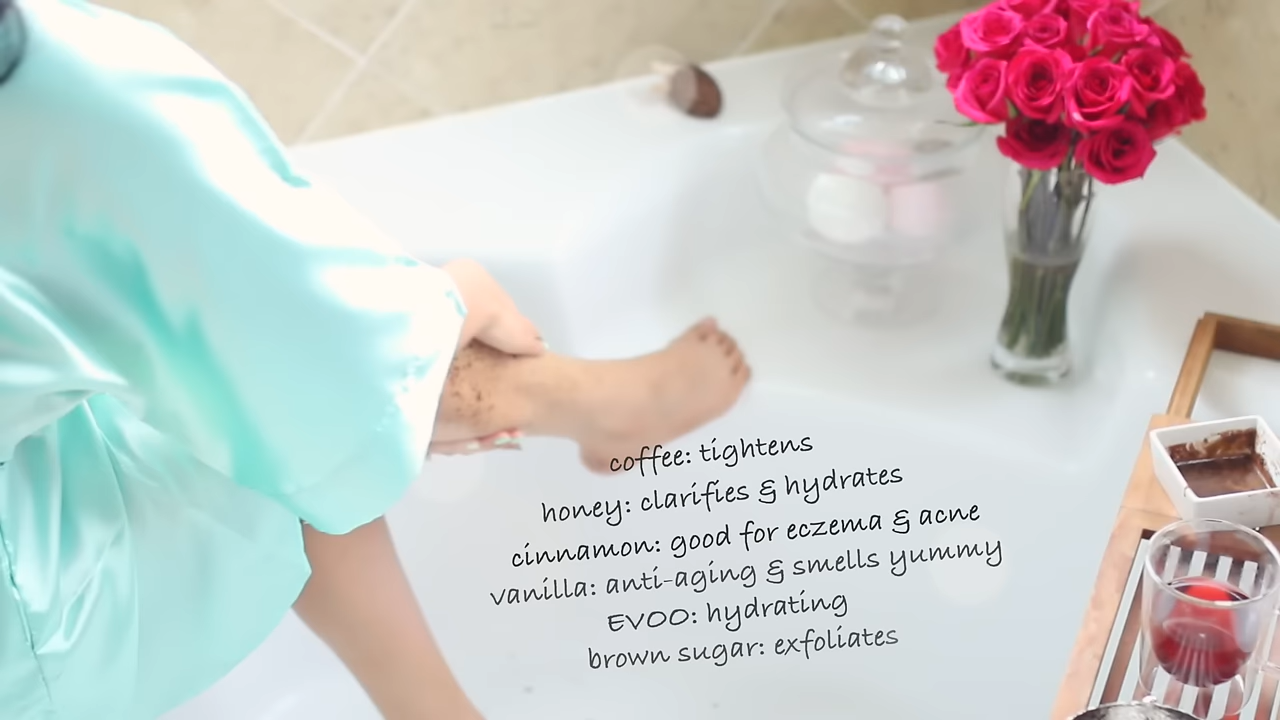 coffee: tightens
honey: clarifies & hydrates
cinnamon: good for eczema & acne
vanilla: anti-aging & smells yummy
EVOO: hydrating
brown sugar: exfoliates